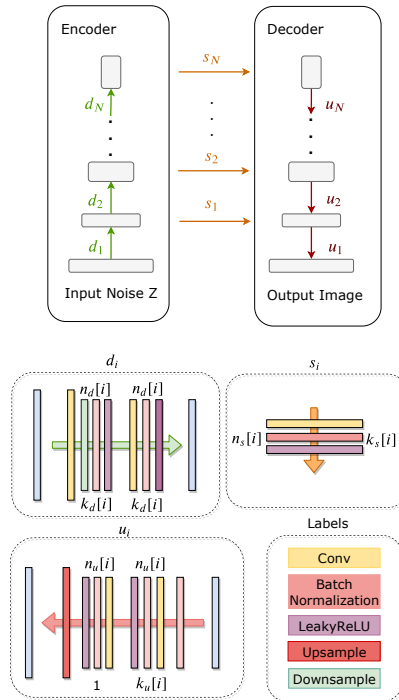 Encoder
Decoder
s_N
d_N
u_N
s_2
d_2
u_2
s_1
d_1
u_1
Input Noise Z
Output Image
d_i
s_i
n_d[i]
n_d[i]
n_s[i]
k_s[i]
k_d[i]
k_d[i]
u_i
Labels
n_u[i]
n_u[i]
Conv
Batch
Normalization
LeakyReLU
Upsample
Downsample
1
k_u[i]